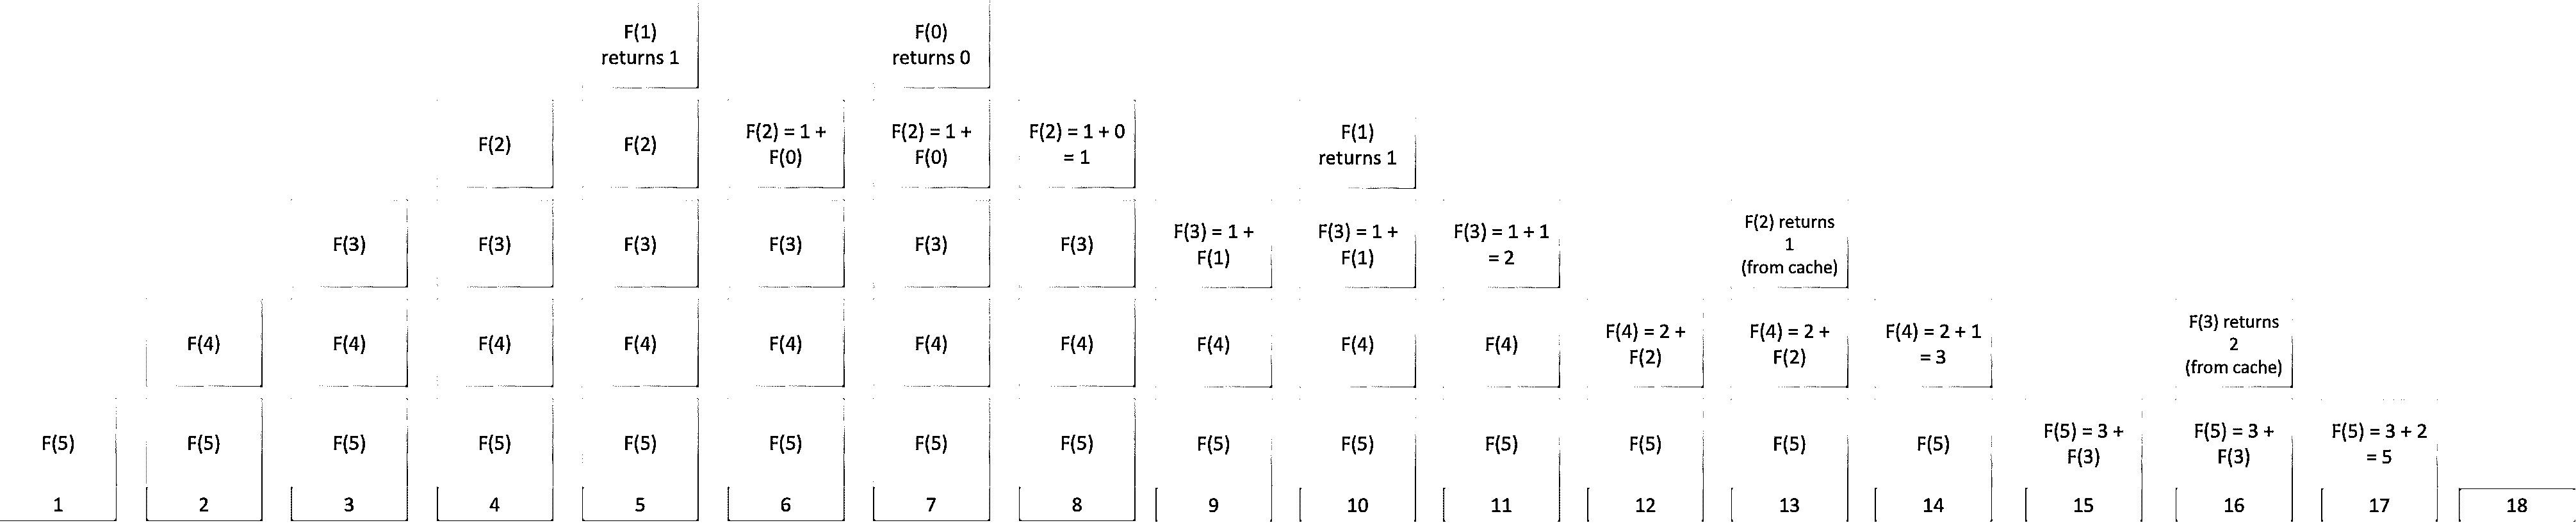 F(1)
returns 1
F(0)
returns 0
F(2)
F(2)
F(2) = 1 +
F(0)
F(2) = 1 +
F(0)
F(2) = 1 + 0
= 1
F(1)
returns 1
F(3)
F(3)
F(3)
F(3)
F(3)
F(3)
F(3) = 1 +
F(1)
F(3) = 1 +
F(1)
F(3) = 1 + 1
= 2
F(2) returns
1
(from cache)
F(4)
F(4)
F(4)
F(4)
F(4)
F(4)
F(4)
F(4)
F(4)
F(4)
F(4) = 2 +
F(2)
F(4) = 2 +
F(2)
F(4) = 2 + 1
= 3
F(3) returns
2
(from cache)
F(5)
F(5)
F(5)
F(5)
F(5)
F(5)
F(5)
F(5)
F(5)
F(5)
F(5)
F(5)
F(5)
F(5)
F(5) = 3 +
F(3)
F(5) = 3 +
F(3)
F(5) = 3 + 2
= 5
1
2
3
4
5
6
7
8
9
10
11
12
13
14
15
16
17
18